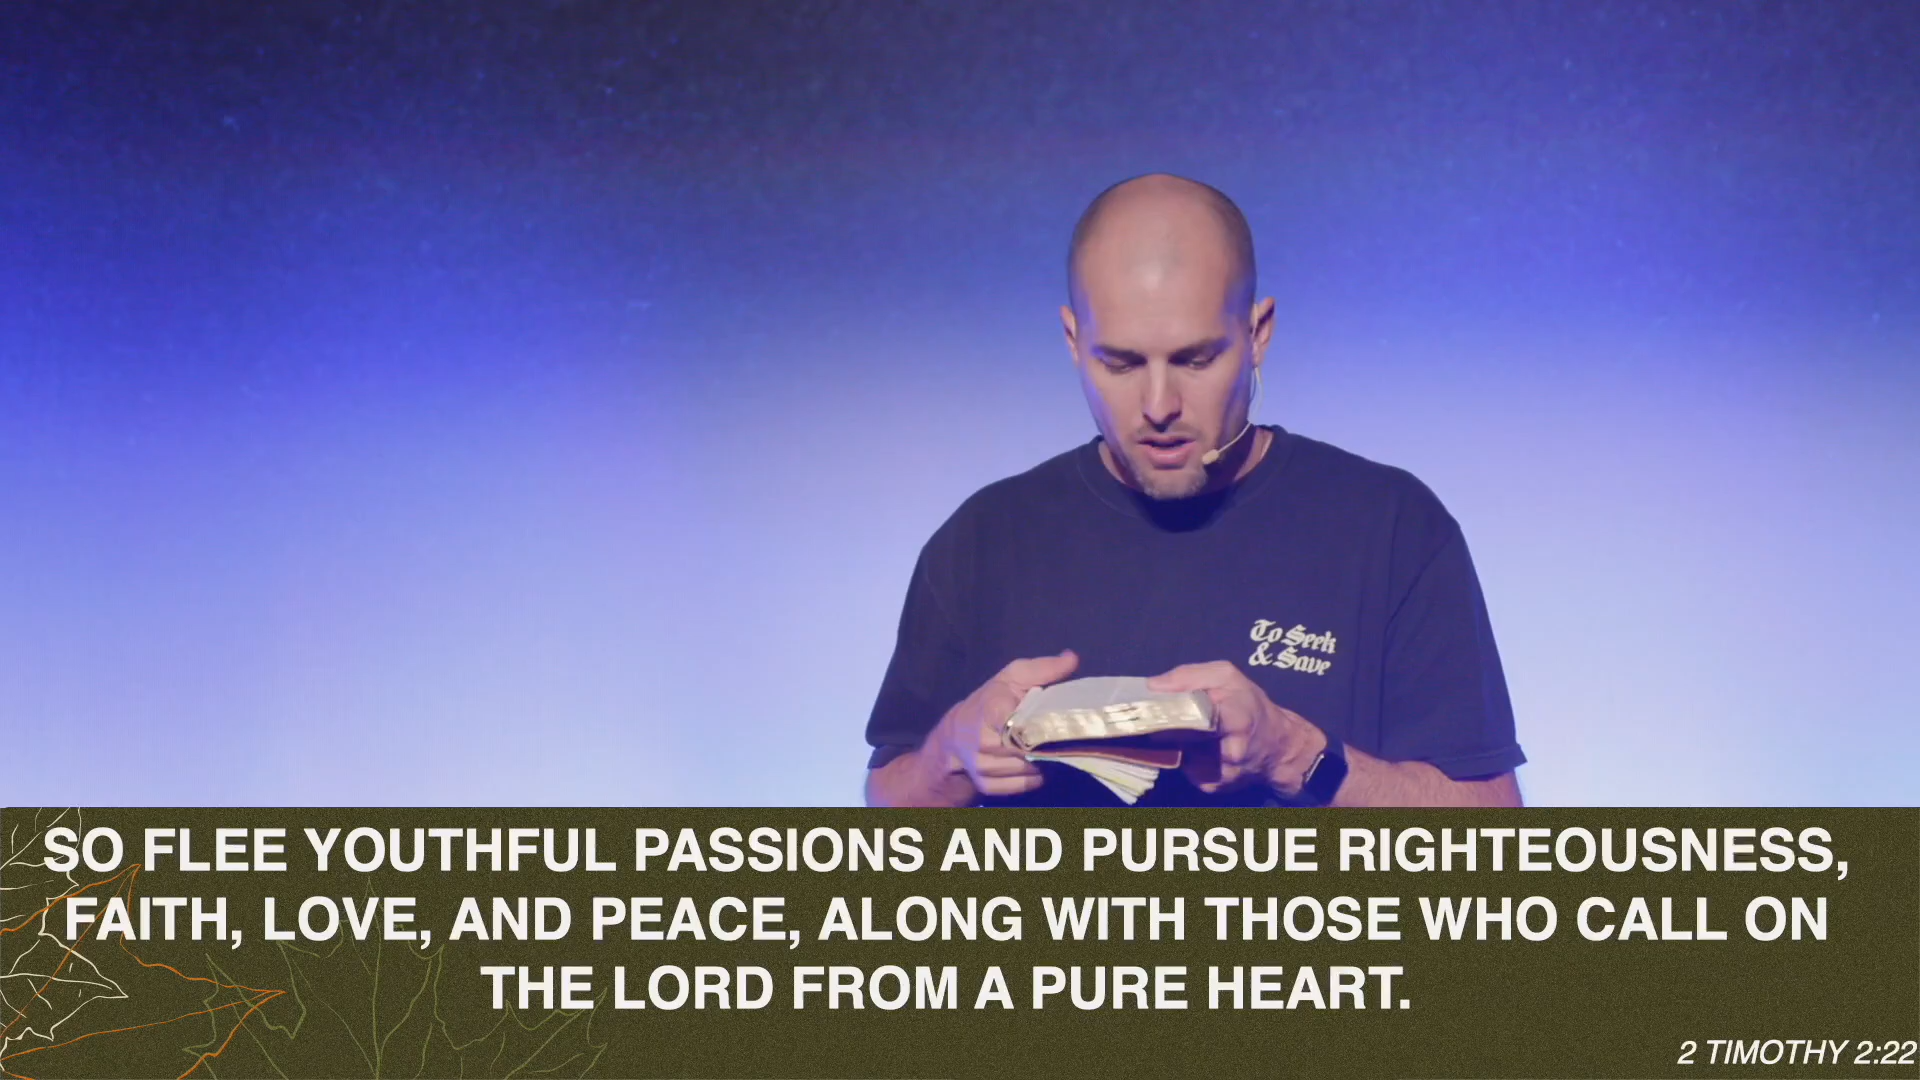 To Seek
& Save
SO FLEE YOUTHFUL PASSIONS AND PURSUE RIGHTEOUSNESS,
FAITH, LOVE, AND PEACE, ALONG WITH THOSE WHO CALL ON
THE LORD FROM A PURE HEART.
2 TIMOTHY 2:22